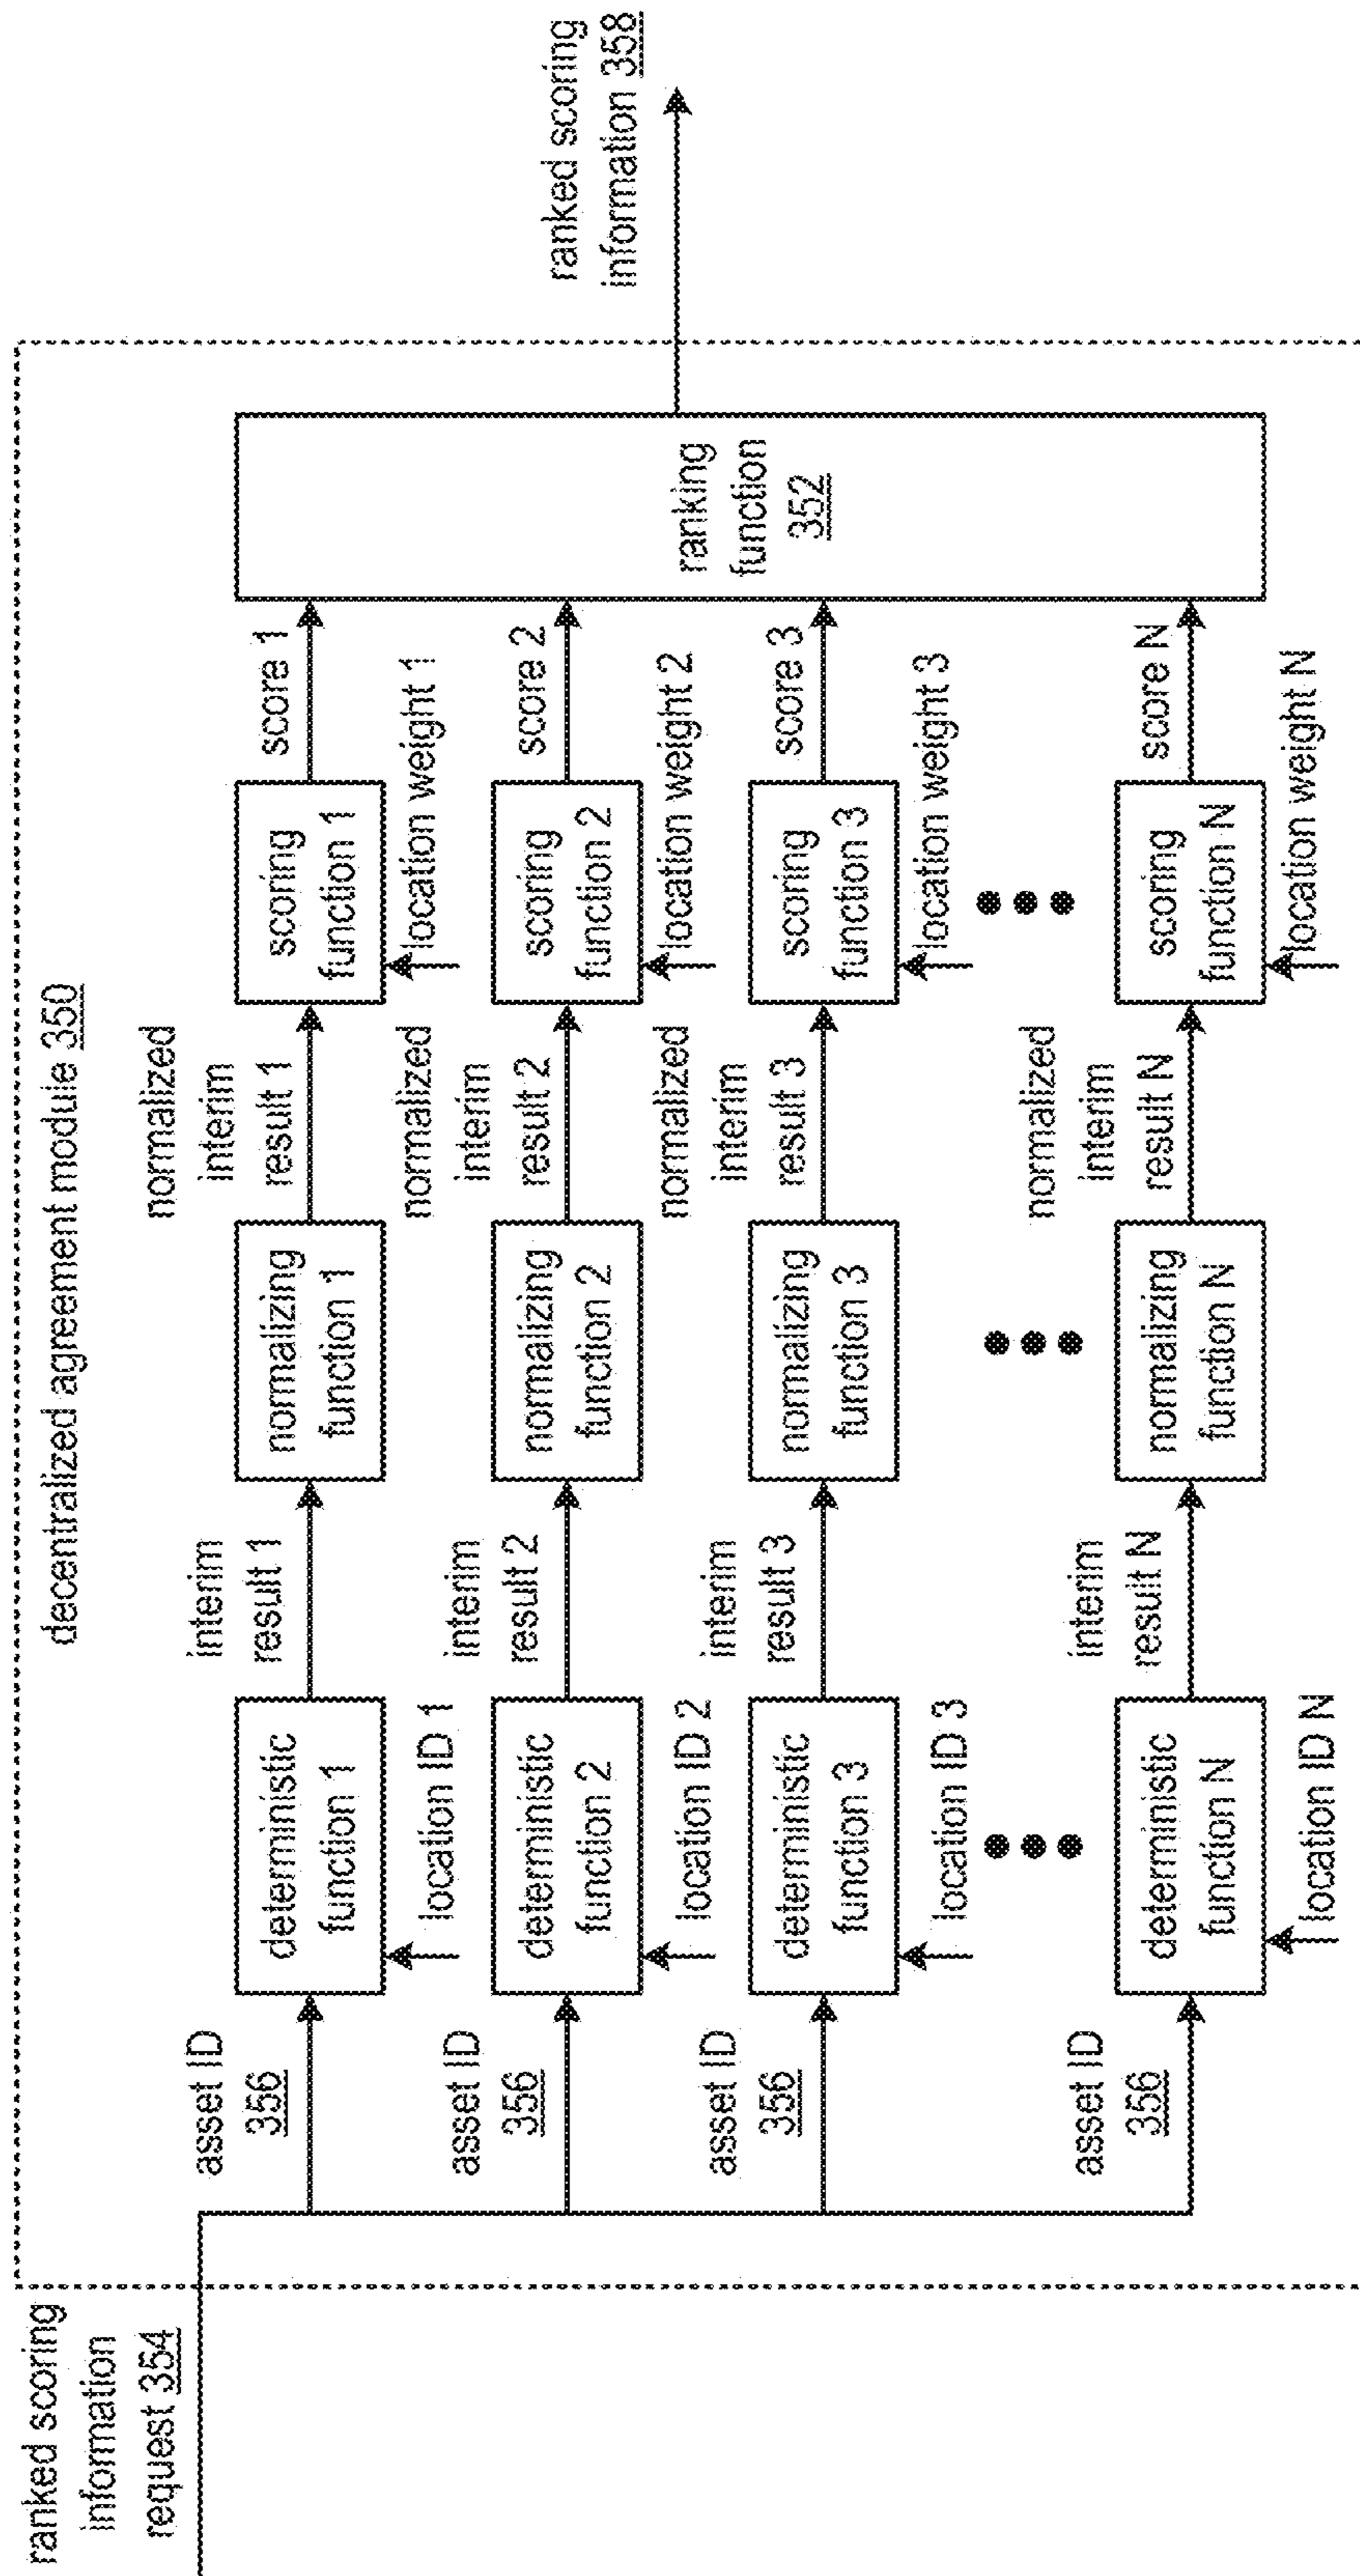 decentralized agreement module 350
ranked scoring
information
request 354
asset ID
356
deterministic
function 1
location ID 1
interim
result 1
normalizing
function 1
normalized
interim
result 1
scoring
function 1
location weight 1
score 1
asset ID
356
deterministic
function 2
location ID 2
interim
result 2
normalizing
function 2
normalized
interim
result 2
scoring
function 2
location weight 2
score 2
asset ID
356
deterministic
function 3
location ID 3
interim
result 3
normalizing
function 3
normalized
interim
result 3
scoring
function 3
location weight 3
score 3
asset ID
356
deterministic
function N
location ID N
interim
result N
normalizing
function N
normalized
interim
result N
scoring
function N
location weight N
score N
ranking
function
352
ranked scoring
information 358